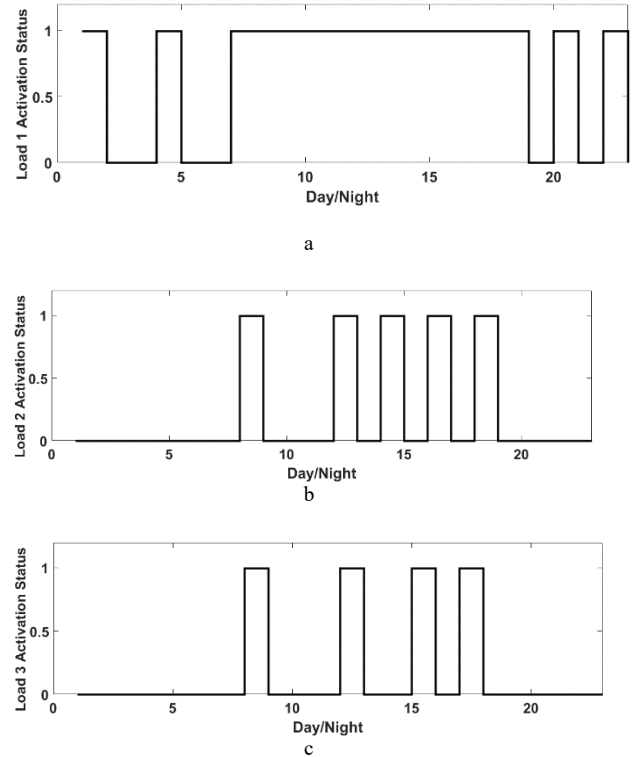 Load 1 Activation Status
1
0.5
0
0 5 10 15 20
Day/Night
a
Load 2 Activation Status
1
0.5
0
0 5 10 15 20
Day/Night
b
Load 3 Activation Status
1
0.5
0
0 5 10 15 20
Day/Night
c